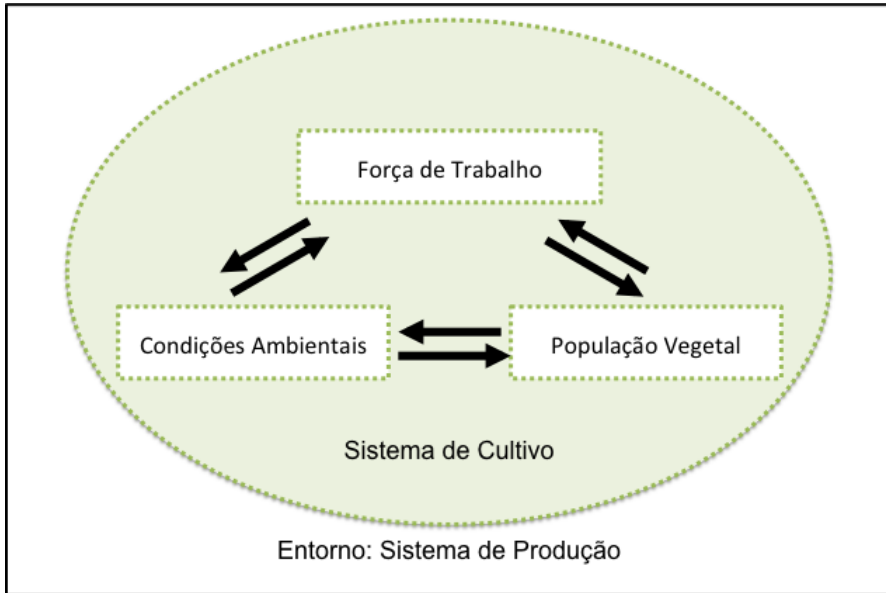 Força de Trabalho
Condições Ambientais
População Vegetal
Sistema de Cultivo
Entorno: Sistema de Produção